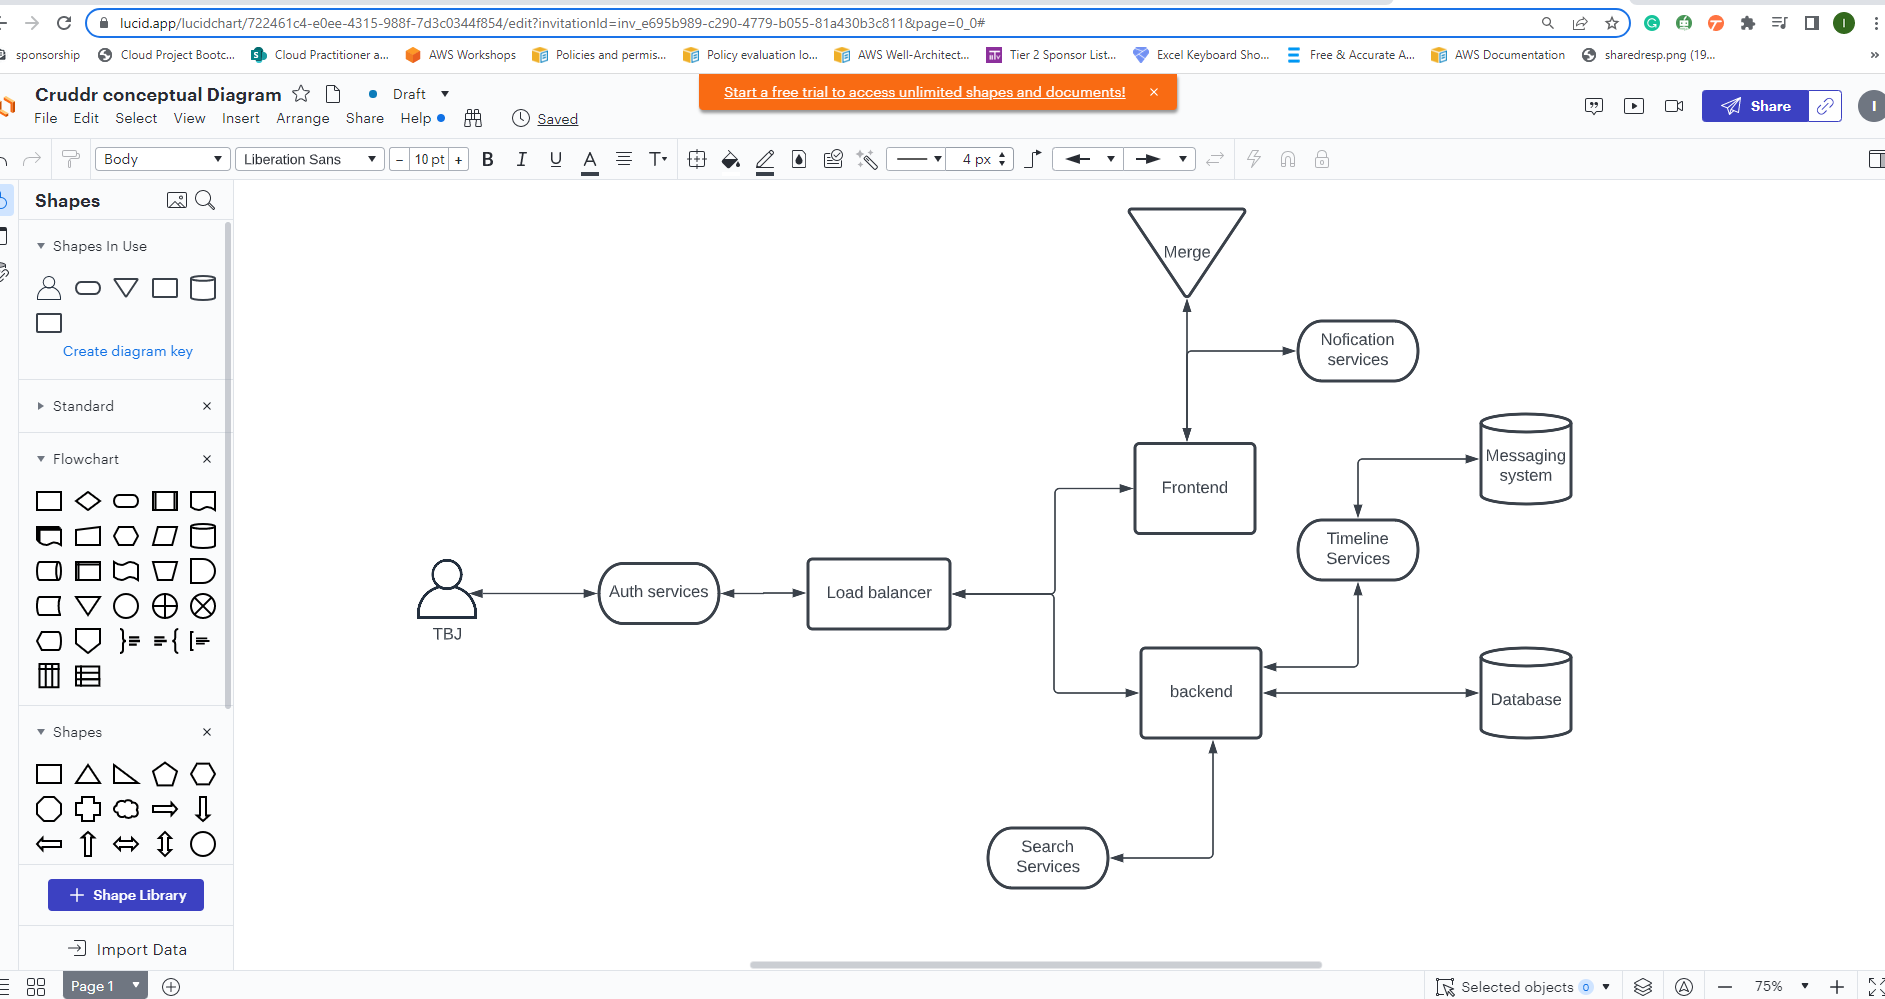 lucid.app/lucidchart/722461c4-e0ee-4315-988f-7d3c0344f854/edit?invitationId=inv_e695b989-c290-4779-b055-81a430b3c811&page=0_0#
sponsorship
Cloud Project Bootc...
Cloud Practitioner a...
AWS Workshops
Policies and permis...
Policy evaluation lo...
AWS Well-Architect...
Tier 2 Sponsor List...
Excel Keyboard Sho...
Free & Accurate A...
AWS Documentation
sharedresp.png (19...
»
Cruddr conceptual Diagram
Draft
Start a free trial to access unlimited shapes and documents!
File Edit Select View Insert Arrange Share Help
Saved
Share
I
Body
Liberation Sans
- 10 pt +
B I U A T
4 px
Shapes
Shapes In Use
Create diagram key
Standard
Flowchart
Shapes
+ Shape Library
Import Data
Merge
Nofication
services
Messaging
system
Frontend
Timeline
Services
Auth services
Load balancer
TBJ
backend
Database
Search
Services
Page 1
Selected objects 0
75%